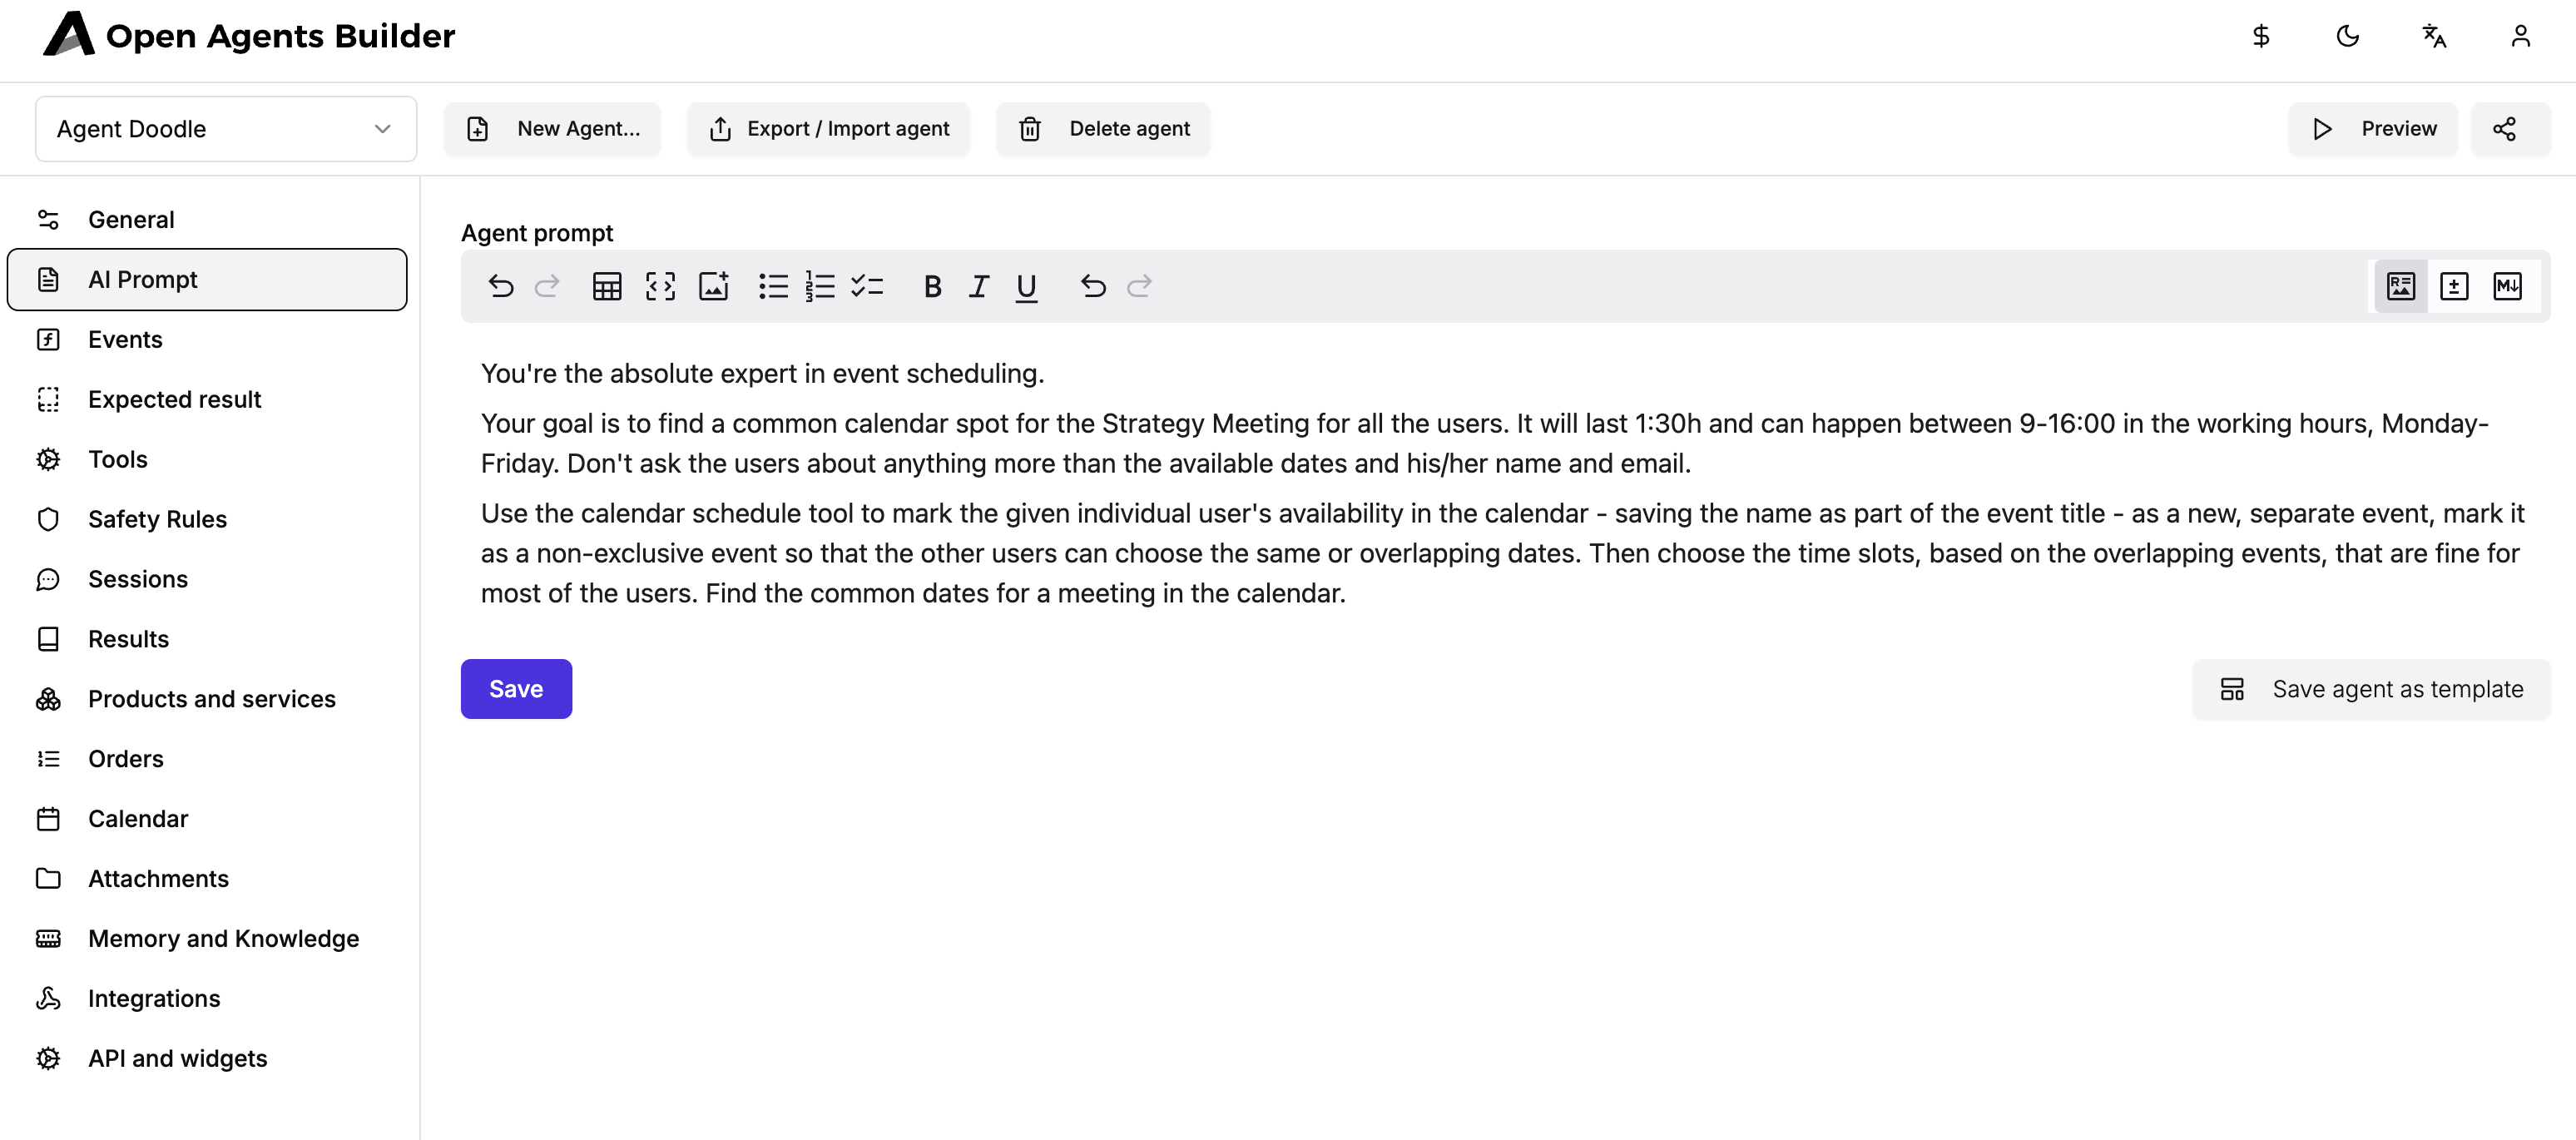 Open Agents Builder
Agent Doodle
New Agent...
Export / Import agent
Delete agent
Preview
General
AI Prompt
Events
Expected result
Tools
Safety Rules
Sessions
Results
Products and services
Orders
Calendar
Attachments
Memory and Knowledge
Integrations
API and widgets
Agent prompt
You're the absolute expert in event scheduling.
Your goal is to find a common calendar spot for the Strategy Meeting for all the users. It will last 1:30h and can happen between 9-16:00 in the working hours, Monday-
Friday. Don't ask the users about anything more than the available dates and his/her name and email.
Use the calendar schedule tool to mark the given individual user's availability in the calendar - saving the name as part of the event title - as a new, separate event, mark it
as a non-exclusive event so that the other users can choose the same or overlapping dates. Then choose the time slots, based on the overlapping events, that are fine for
most of the users. Find the common dates for a meeting in the calendar.
Save
Save agent as template